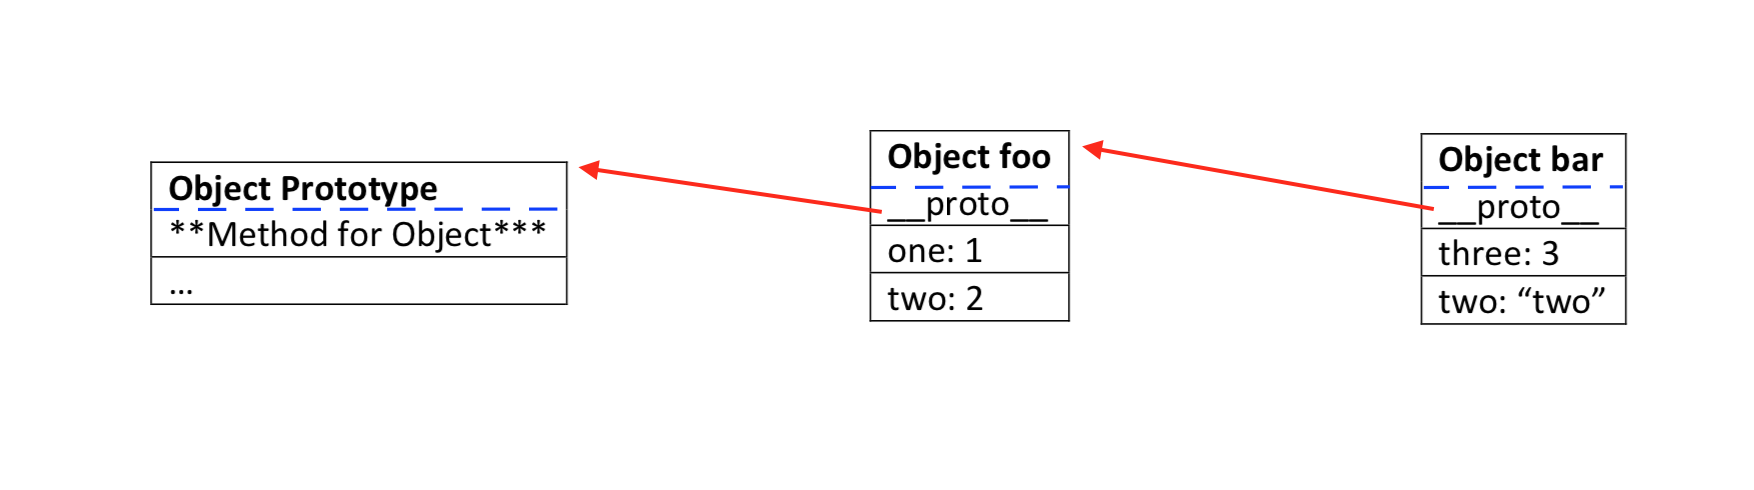 Object Prototype
**Method for Object***
...
Object foo
__proto__
one: 1
two: 2
Object bar
__proto__
three: 3
two: “two”